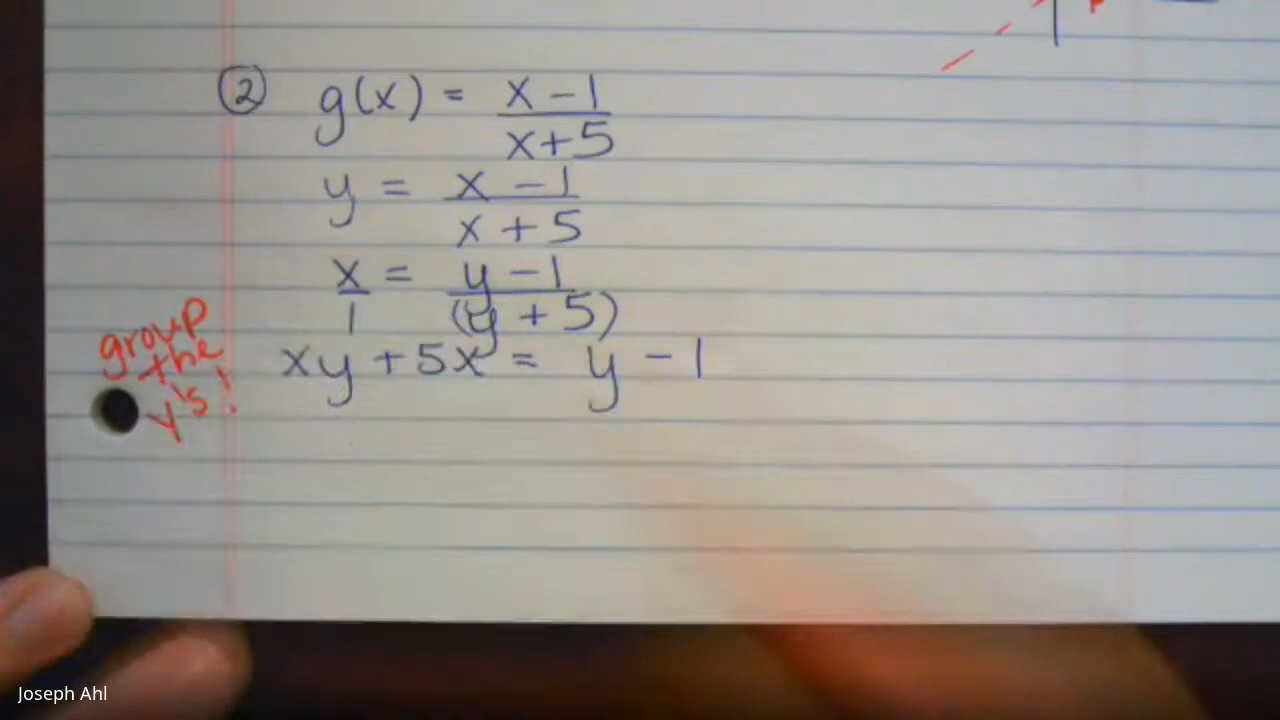 ② g(x) = x-1 / x+5
y = x-1 / x+5
x/1 = y-1 / (y+5)
group
the
y's!
xy + 5x = y - 1
Joseph Ahl